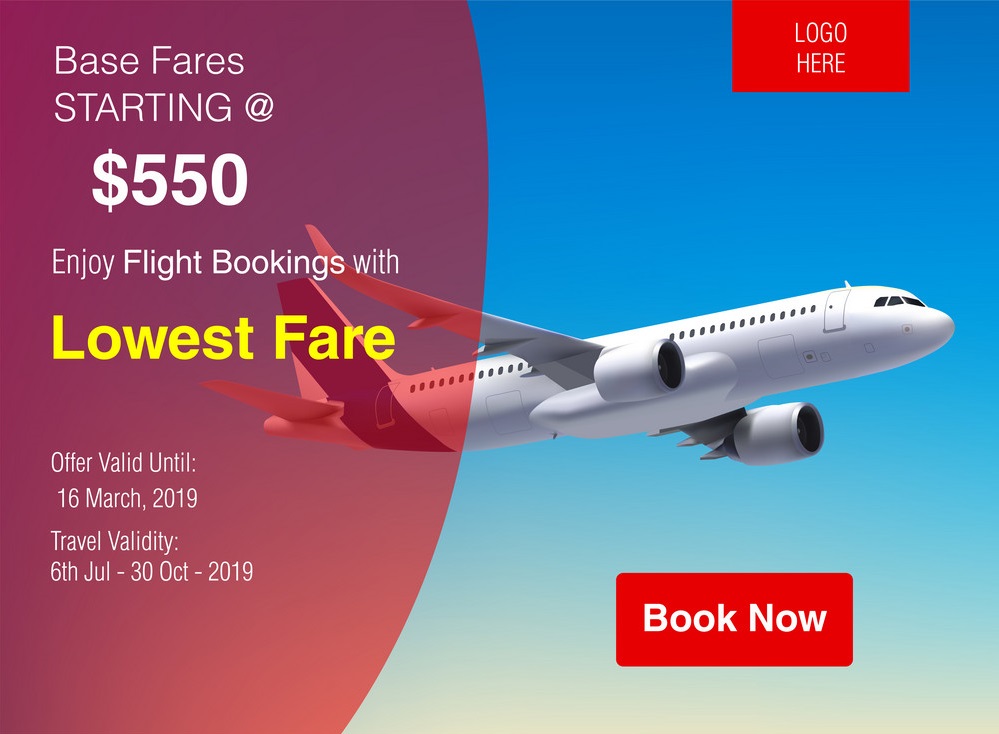 Base Fares
STARTING @
$550
Enjoy Flight Bookings with
Lowest Fare
Offer Valid Until:
16 March, 2019
Travel Validity:
6th Jul - 30 Oct - 2019
LOGO
HERE
Book Now